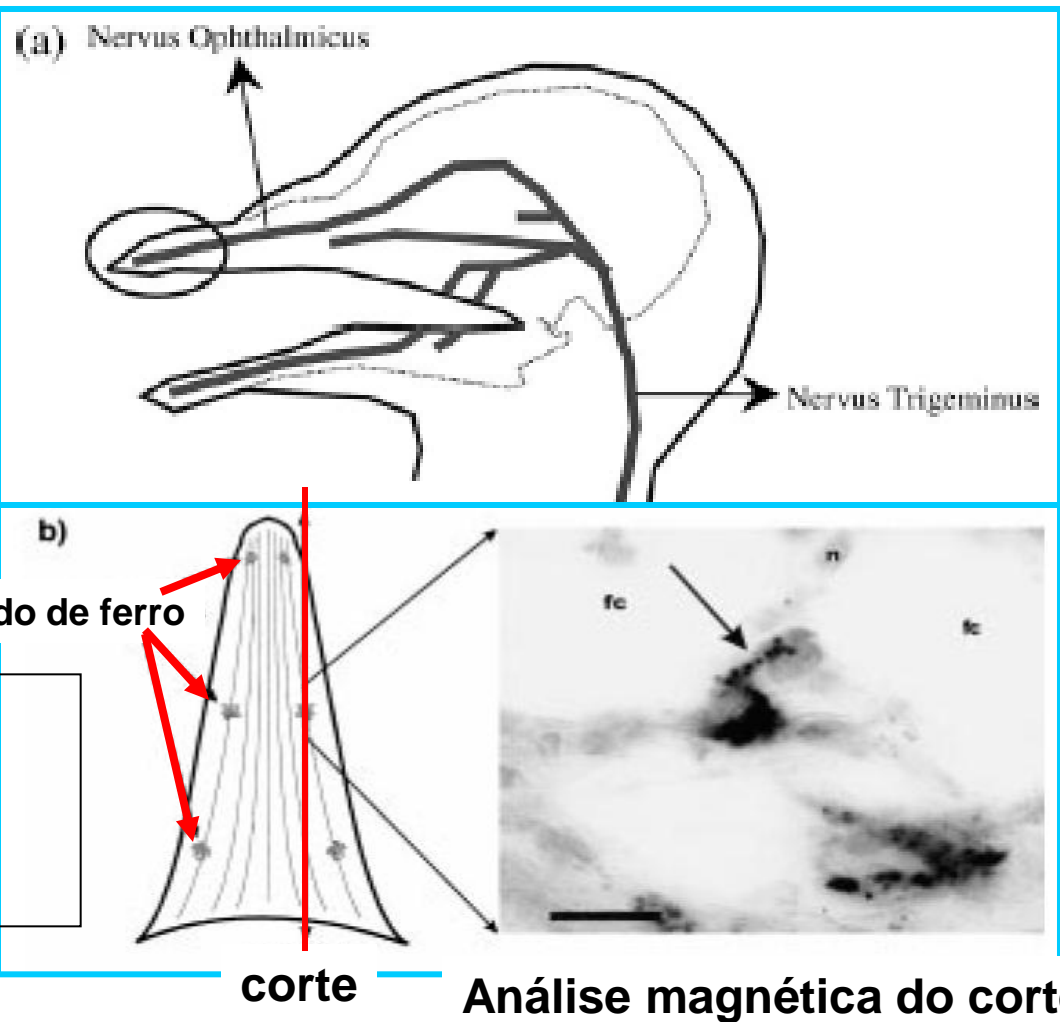 (a) Nervus Ophthalmicus
Nervus Trigeminus
b)
n
fc
fc
do de ferro
corte
Análise magnética do cort